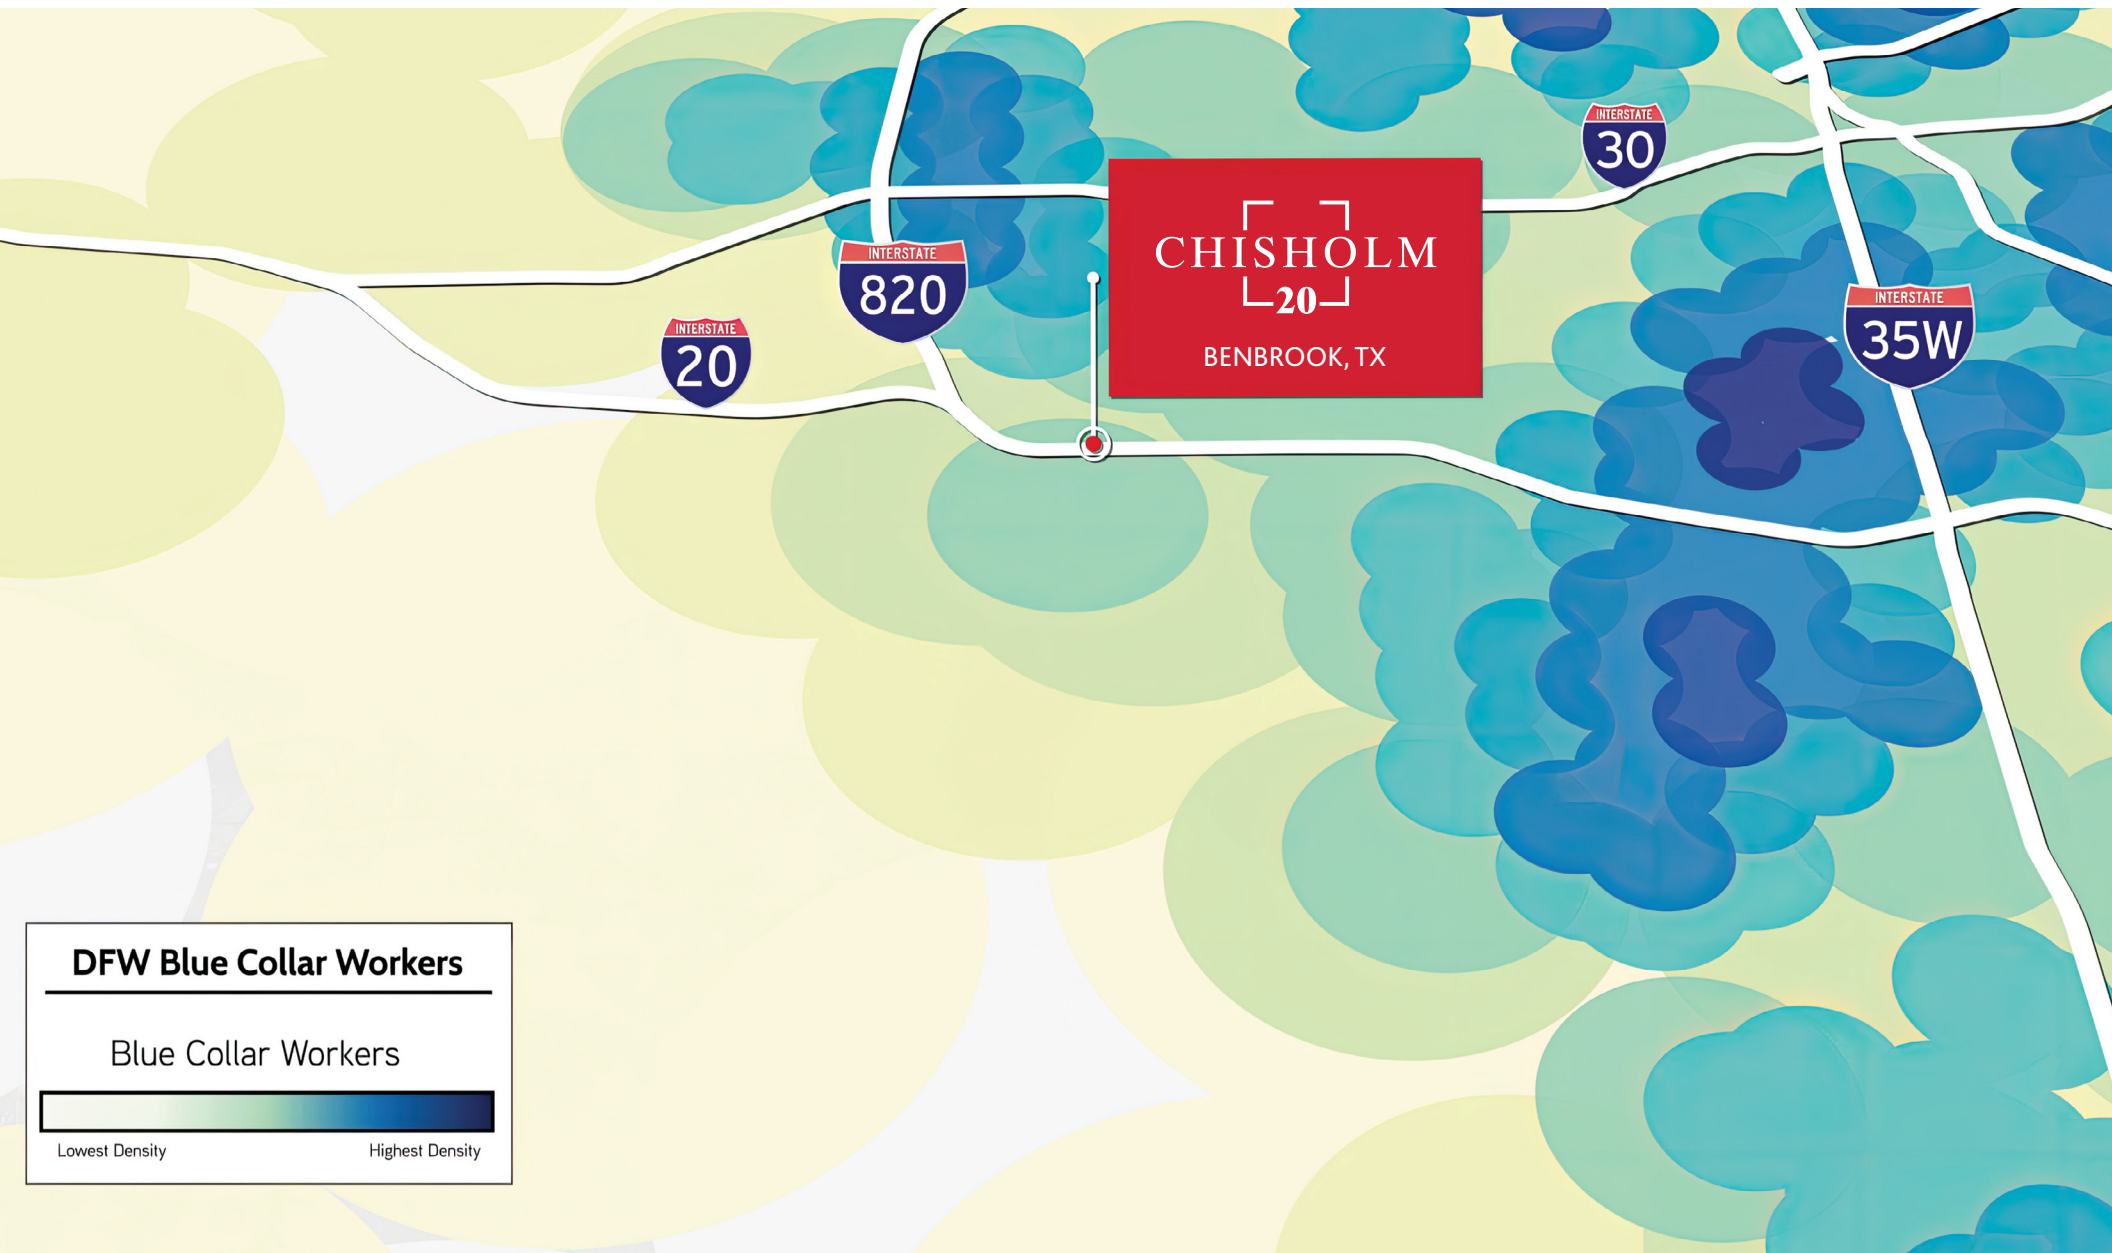 INTERSTATE
30
CHISHOLM
20
BENBROOK, TX
INTERSTATE
820
INTERSTATE
35W
INTERSTATE
20
DFW Blue Collar Workers
Blue Collar Workers
Lowest Density
Highest Density